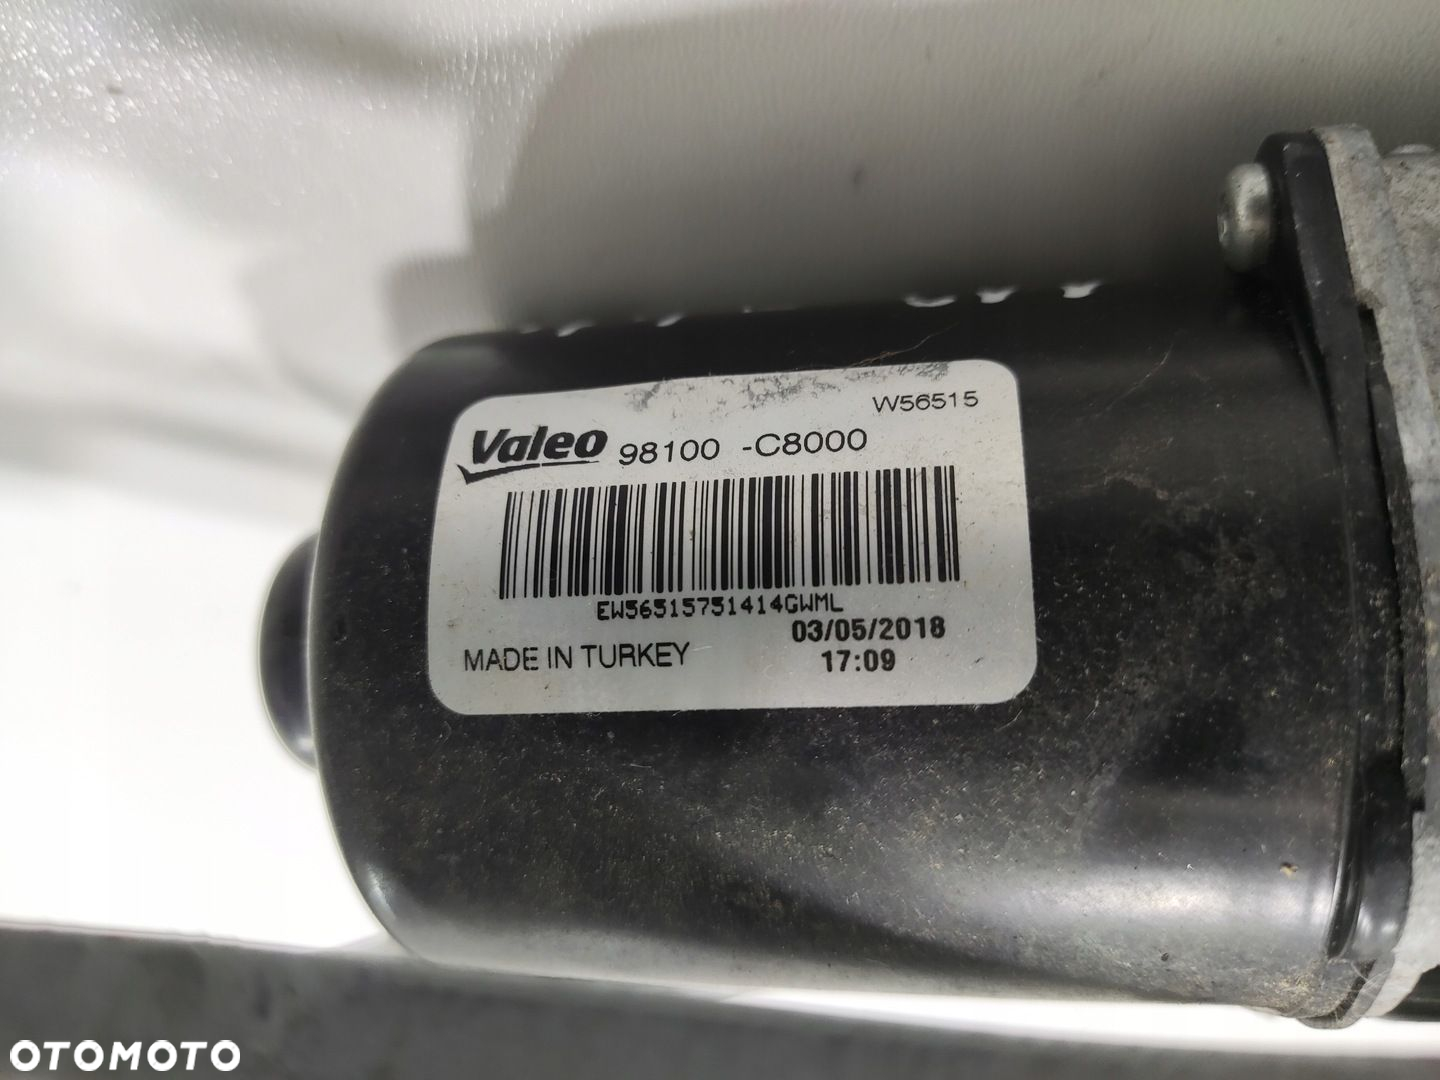 W56515
Valeo 98100 -C8000
EW56515751414GWML
03/05/2018
MADE IN TURKEY 17:09
OTOMOTO